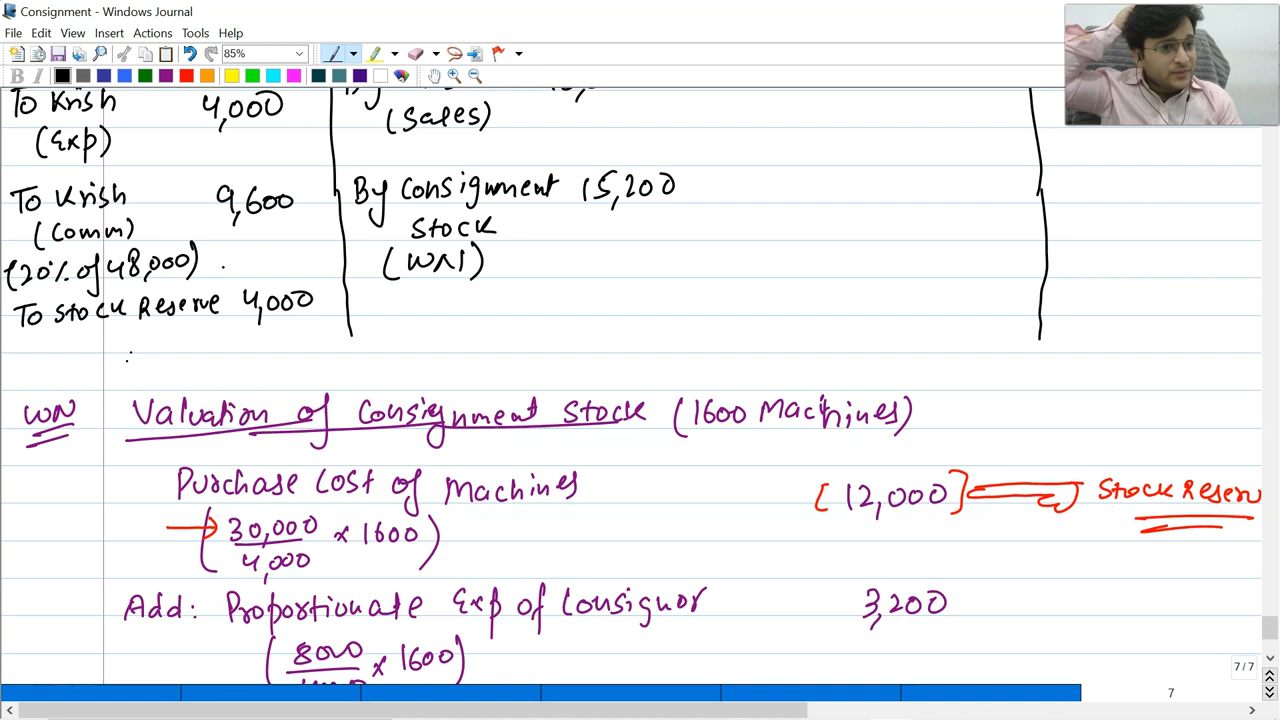 Consignment - Windows Journal
File Edit View Insert Actions Tools Help
85%
B I
To Krish 4,000
(Exp)
(Sales)
To Krish 9,600
(Comm)
(20% of 48,000)
To Stock Reserve 4,000
By Consignment 15,200
Stock
(WN1)
WN Valuation of Consignment Stock (1600 Machines)
Purchase Cost of Machines [12,000] Stock Reserv
(30,000 × 1600)
4,000
Add: Proportionate Exp of Consignor 3,200
(8000 × 1600)
7 / 7
7